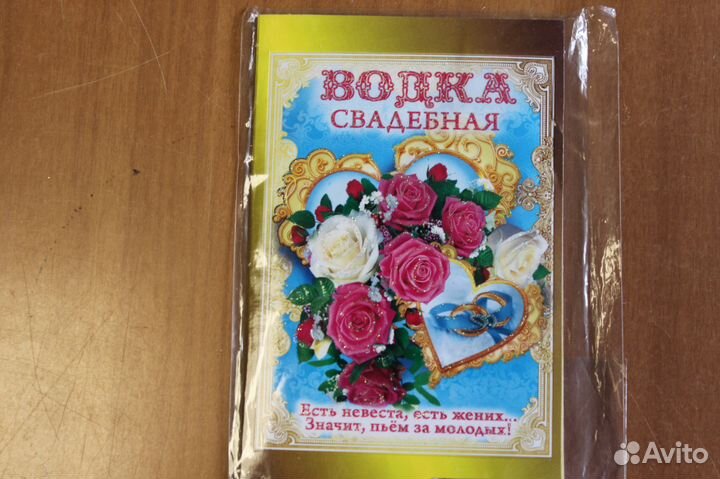 ВОДКА
СВАДЕБНАЯ
Есть невеста, есть жених...
Значит, пьём за молодых!
Avito